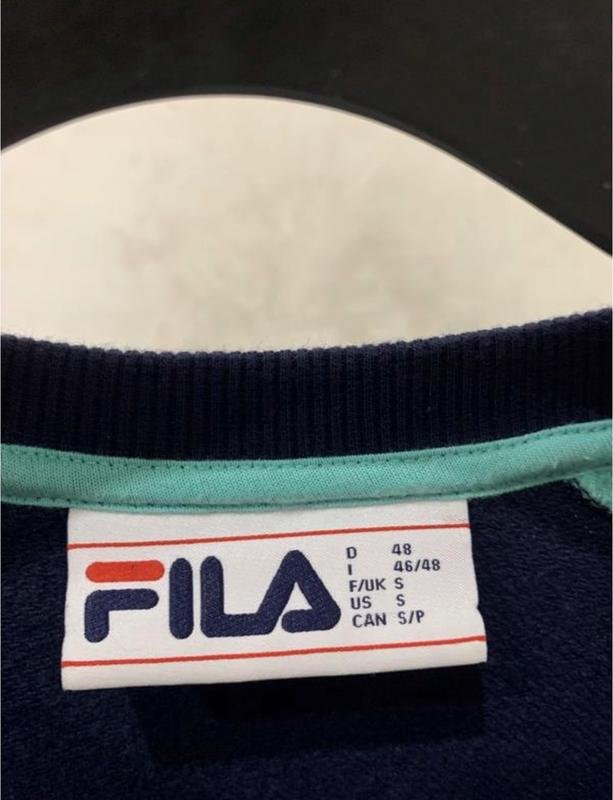 FILA
D 48
I 46/48
F/UK S
US S
CAN S/P